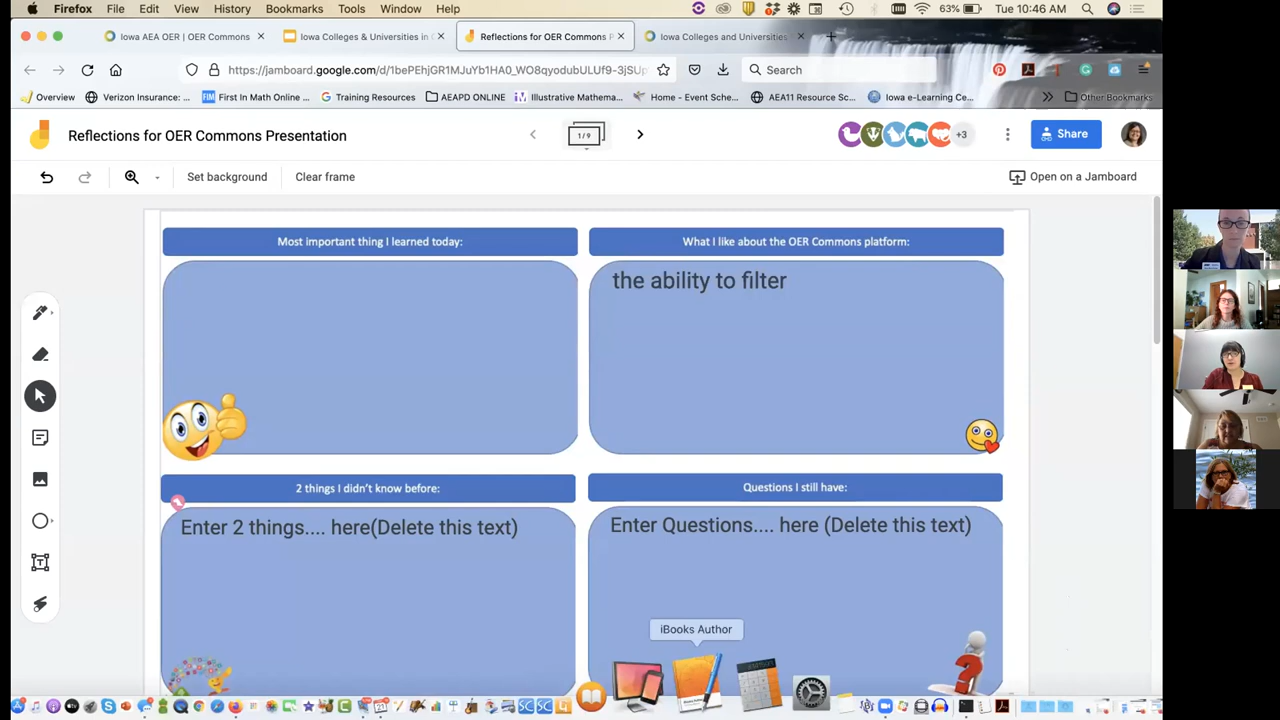 Firefox File Edit View History Bookmarks Tools Window Help 63% Tue 10:46 AM
Iowa AEA OER | OER Commons Iowa Colleges & Universities in Reflections for OER Commons P Iowa Colleges and Universities
https://jamboard.google.com/d/1bePEhjGR1MJuYb1HA0_WO8qyodubULUf9-3jSUp Search
Overview Verizon Insurance: ... First In Math Online ... Training Resources AEAPD ONLINE Illustrative Mathema... Home - Event Sche... AEA11 Resource Sc... Iowa e-Learning Ce... Other Bookmarks
Reflections for OER Commons Presentation 1/9 +3 Share
Set background Clear frame Open on a Jamboard
Most important thing I learned today: What I like about the OER Commons platform:
the ability to filter
2 things I didn't know before: Questions I still have:
Enter 2 things.... here(Delete this text) Enter Questions.... here (Delete this text)
iBooks Author